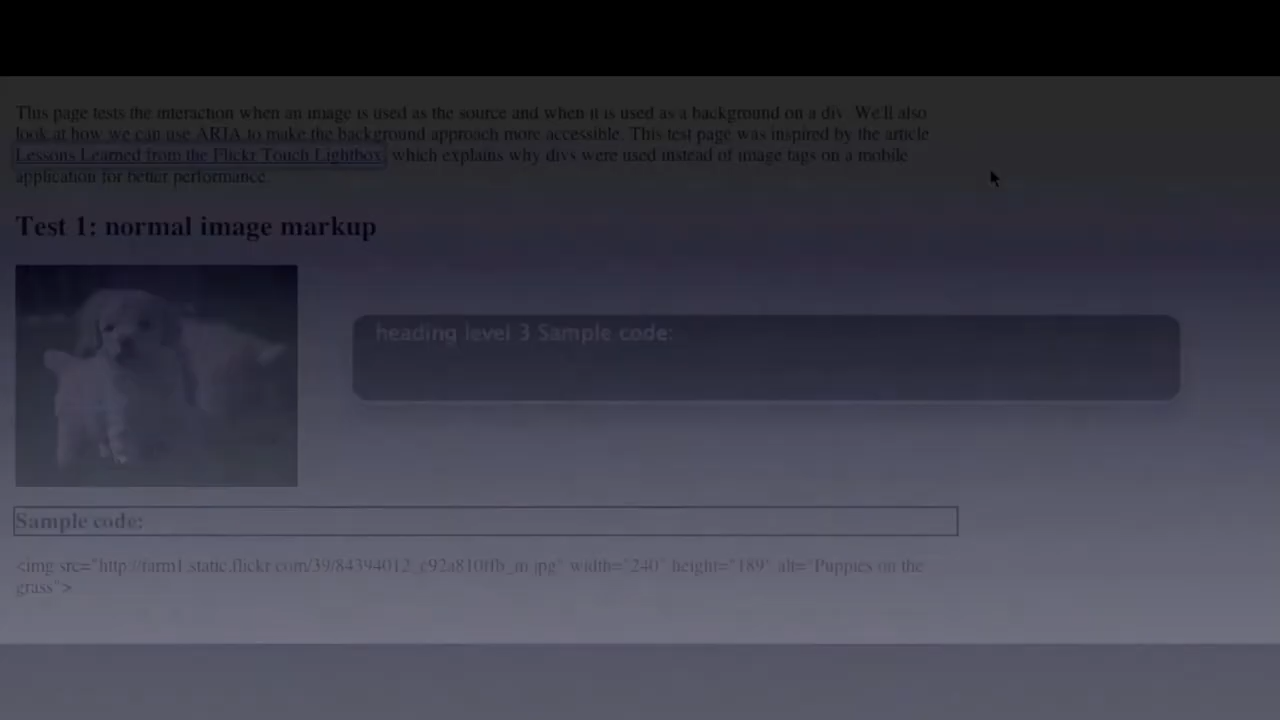 This page tests the interaction when an image is used as the source and when it is used as a background on a div. We'll also
look at how we can use ARIA to make the background approach more accessible. This test page was inspired by the article
Lessons Learned from the Flickr Touch Lightbox, which explains why divs were used instead of image tags on a mobile
application for better performance.
Test 1: normal image markup
heading level 3 Sample code:
Sample code:
<img src="http://farm1.static.flickr.com/39/84394012_c92a810ffb_m.jpg" width="240" height="189" alt="Puppies on the
grass">